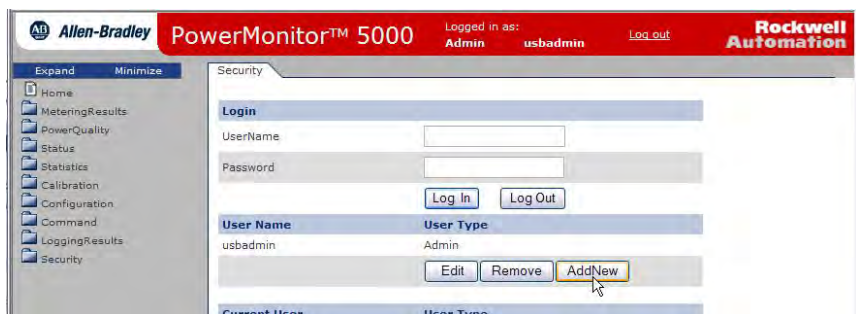 AB Allen-Bradley
PowerMonitor™ 5000
Logged in as:
Admin usbadmin
Log out
Rockwell
Automation
Expand Minimize
Home
MeteringResults
PowerQuality
Status
Statistics
Calibration
Configuration
Command
LoggingResults
Security
Security
Login
UserName
Password
Log In Log Out
User Name User Type
usbadmin Admin
Edit Remove AddNew
Current User User Type